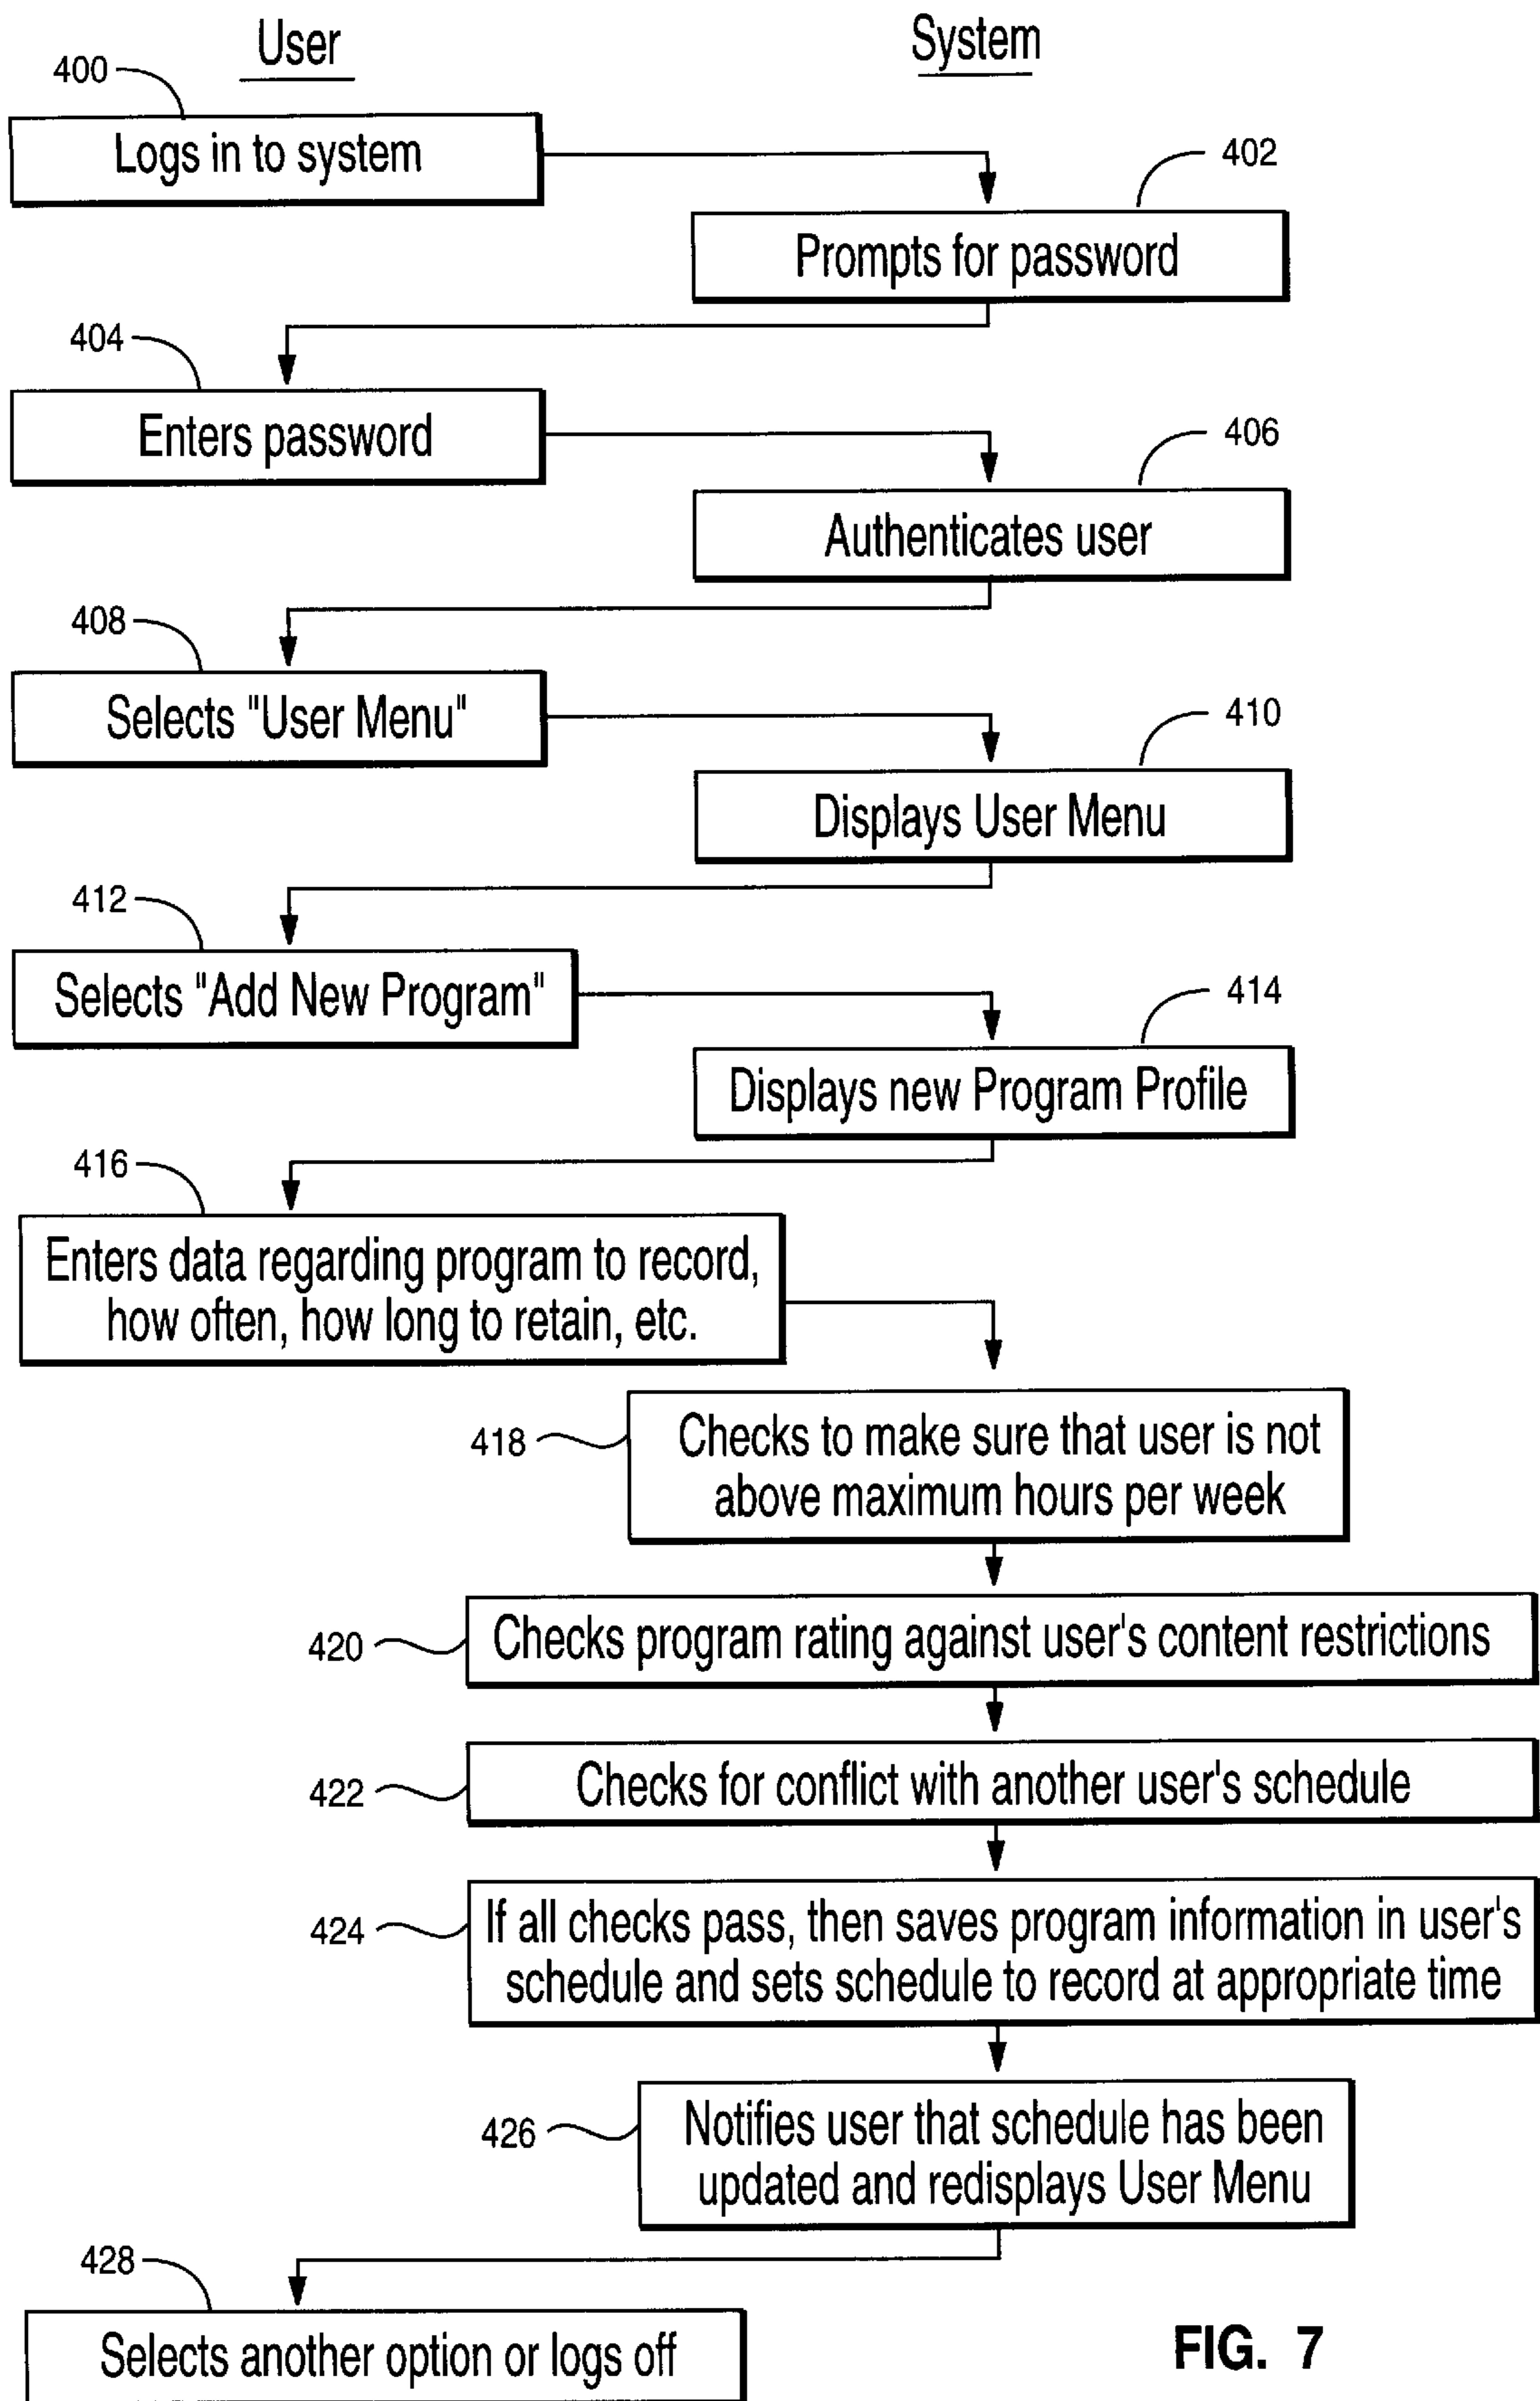 User
System
400
Logs in to system
402
Prompts for password
404
Enters password
406
Authenticates user
408
Selects "User Menu"
410
Displays User Menu
412
Selects "Add New Program"
414
Displays new Program Profile
416
Enters data regarding program to record,
how often, how long to retain, etc.
418
Checks to make sure that user is not
above maximum hours per week
420
Checks program rating against user's content restrictions
422
Checks for conflict with another user's schedule
424
If all checks pass, then saves program information in user's
schedule and sets schedule to record at appropriate time
426
Notifies user that schedule has been
updated and redisplays User Menu
428
Selects another option or logs off
FIG. 7